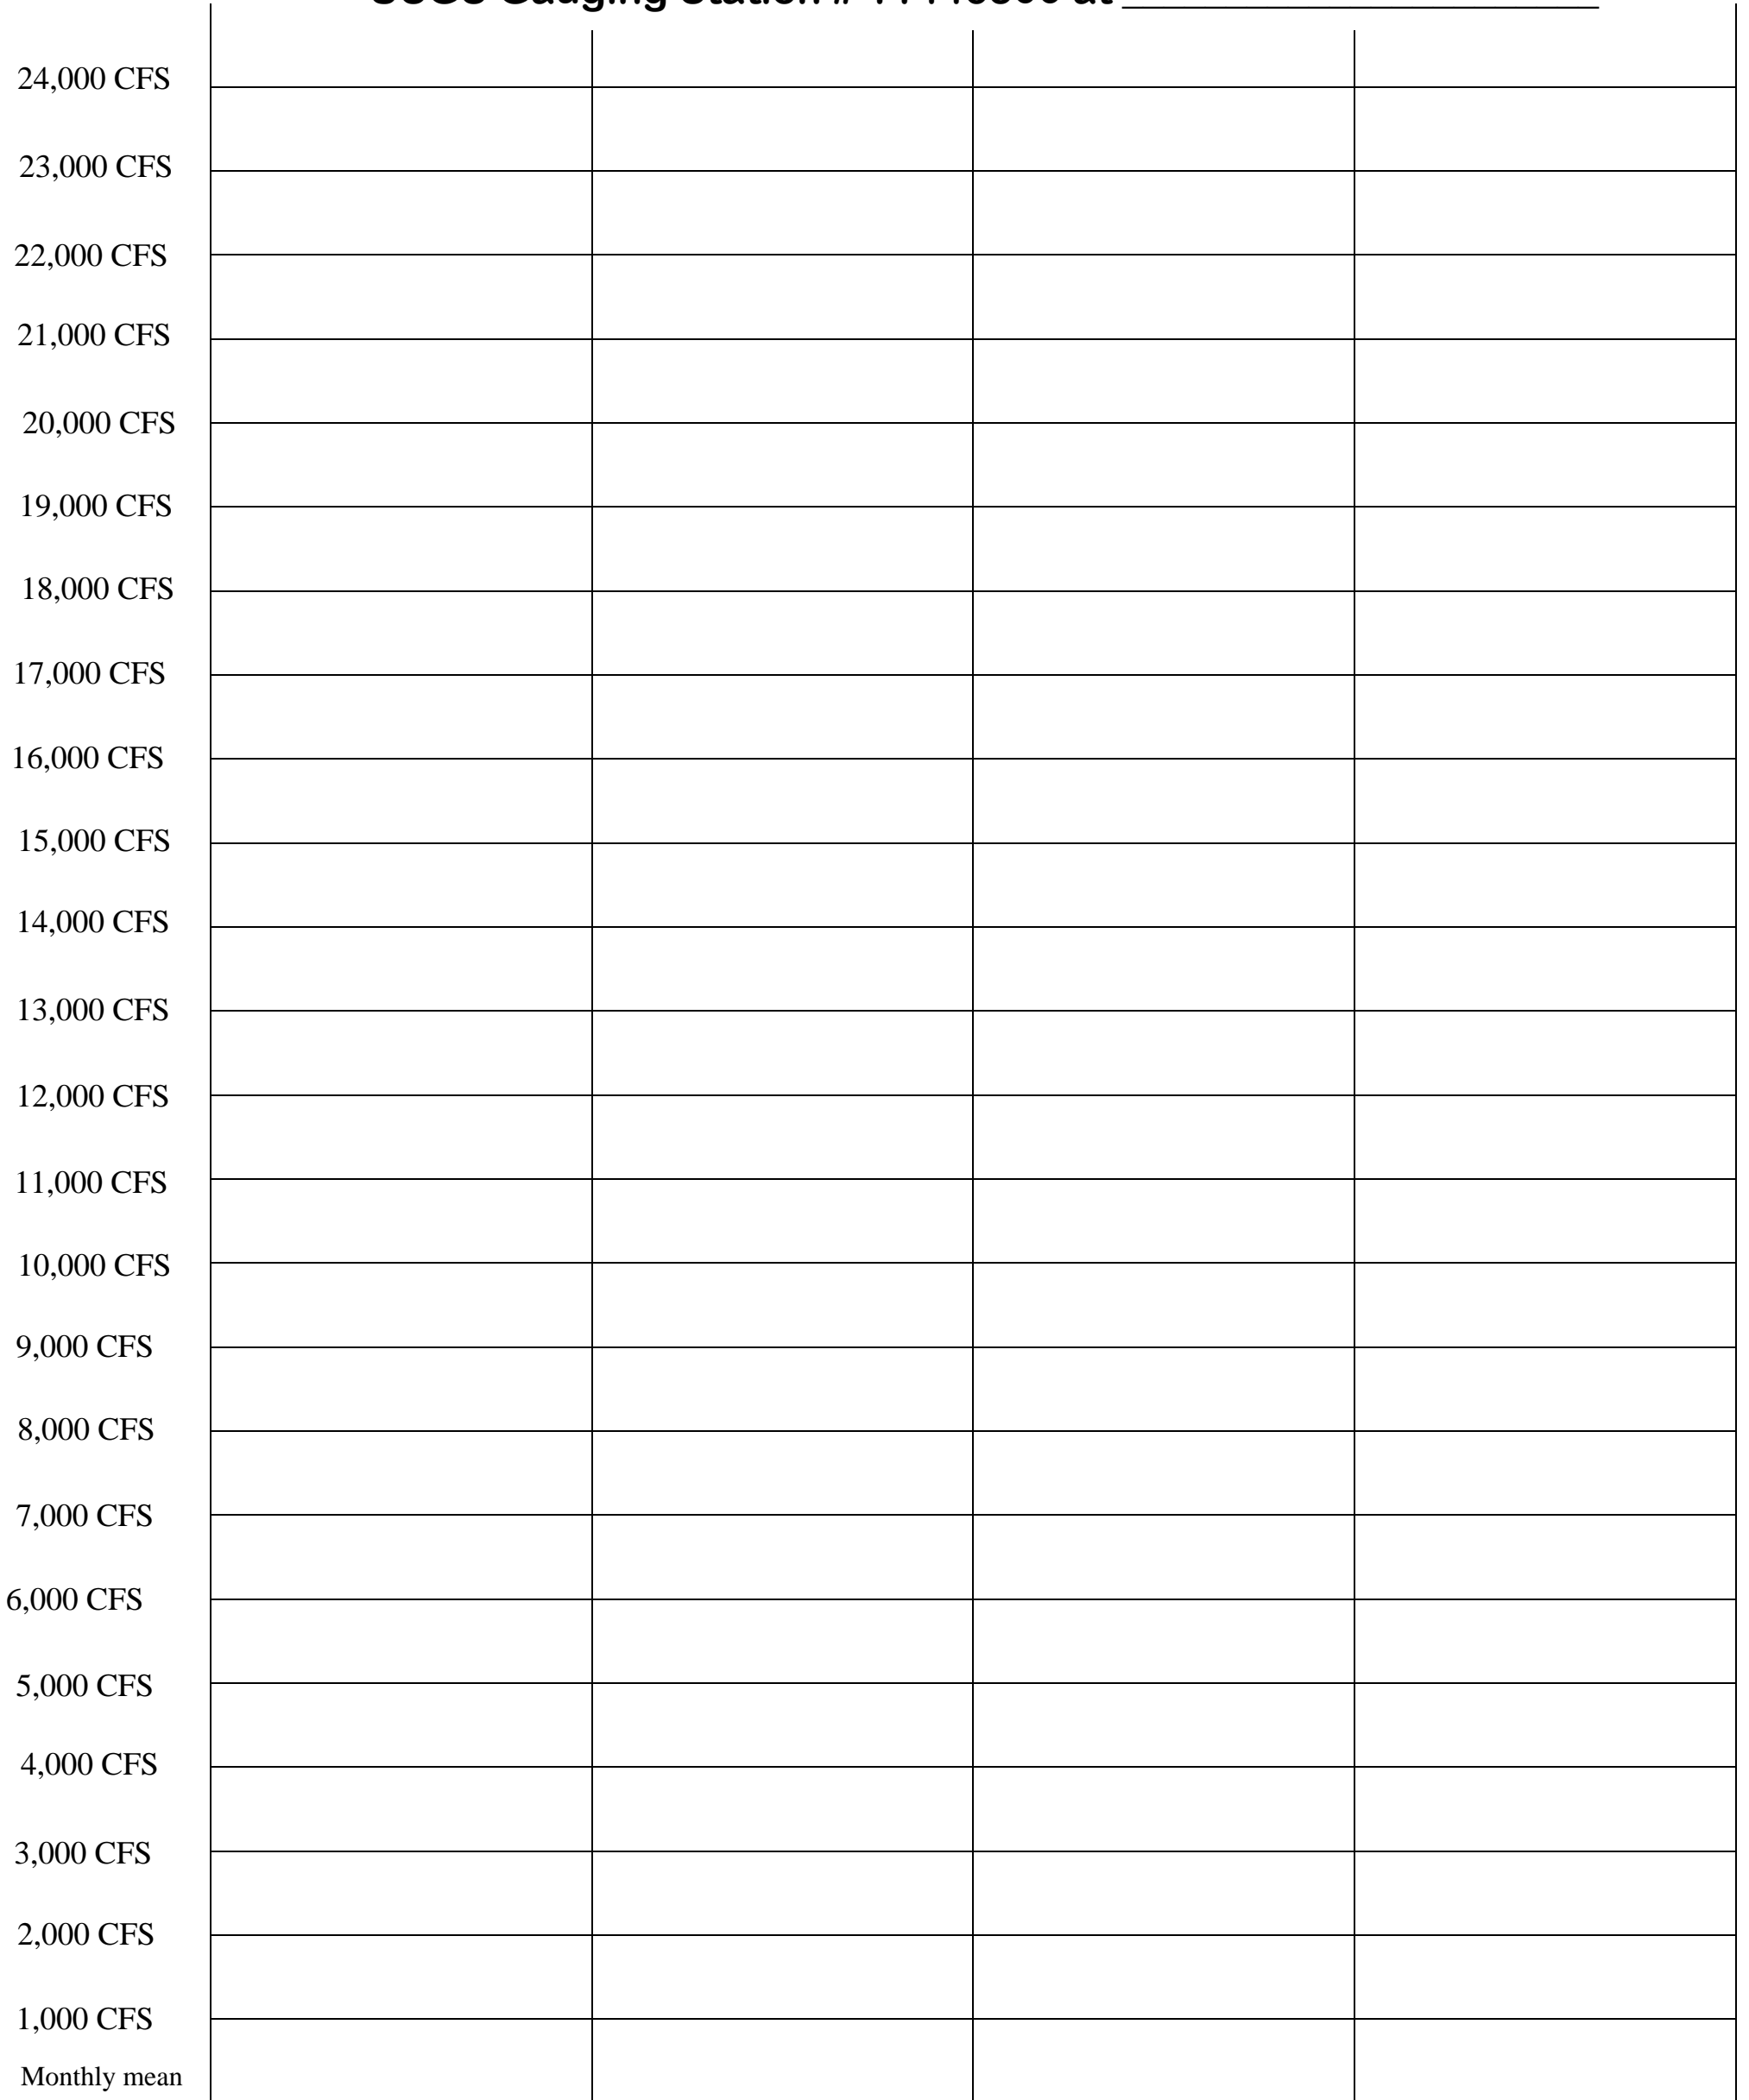 Gauging Station # at
24,000 CFS
23,000 CFS
22,000 CFS
21,000 CFS
20,000 CFS
19,000 CFS
18,000 CFS
17,000 CFS
16,000 CFS
15,000 CFS
14,000 CFS
13,000 CFS
12,000 CFS
11,000 CFS
10,000 CFS
9,000 CFS
8,000 CFS
7,000 CFS
6,000 CFS
5,000 CFS
4,000 CFS
3,000 CFS
2,000 CFS
1,000 CFS
Monthly mean